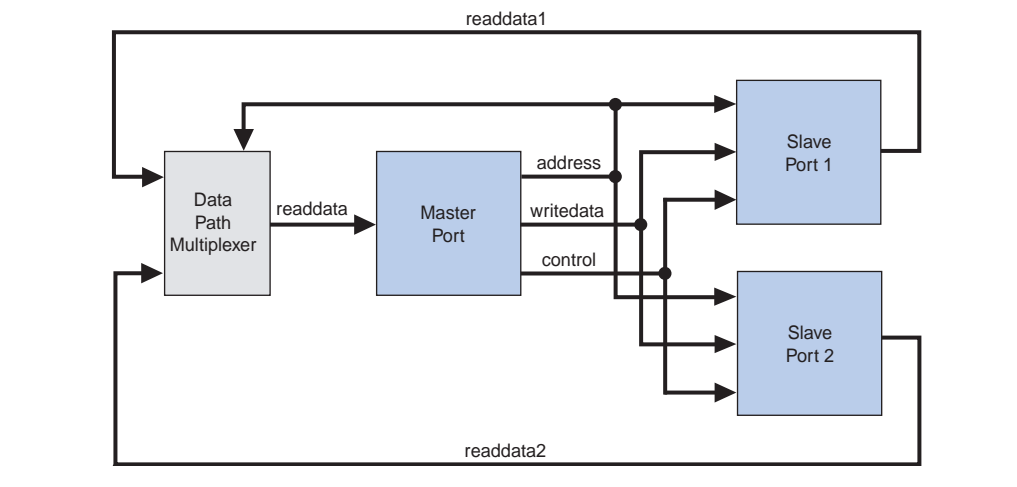 readdata1
Slave
Port 1
address
Data
Path
Multiplexer
readdata
Master
Port
writedata
control
Slave
Port 2
readdata2